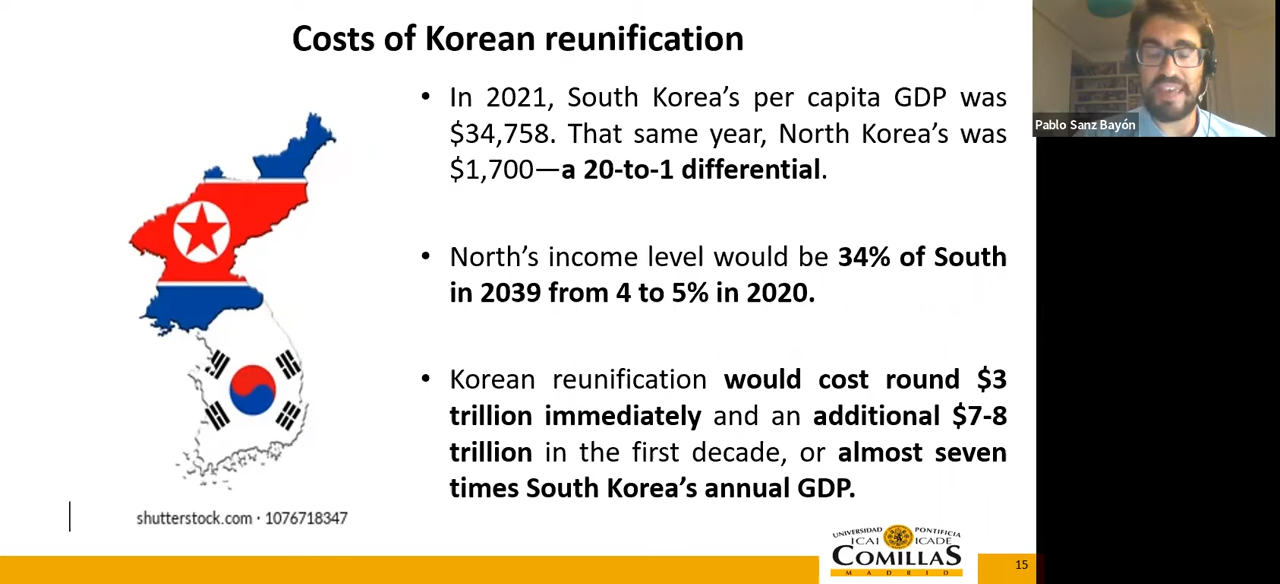 Costs of Korean reunification
• In 2021, South Korea’s per capita GDP was
$34,758. That same year, North Korea’s was
$1,700—a 20-to-1 differential.
• North’s income level would be 34% of South
in 2039 from 4 to 5% in 2020.
• Korean reunification would cost round $3
trillion immediately and an additional $7-8
trillion in the first decade, or almost seven
times South Korea’s annual GDP.
shutterstock.com · 1076718347
UNIVERSIDAD PONTIFICIA
ICAI ICADE
COMILLAS
MADRID
15
Pablo Sanz Bayón